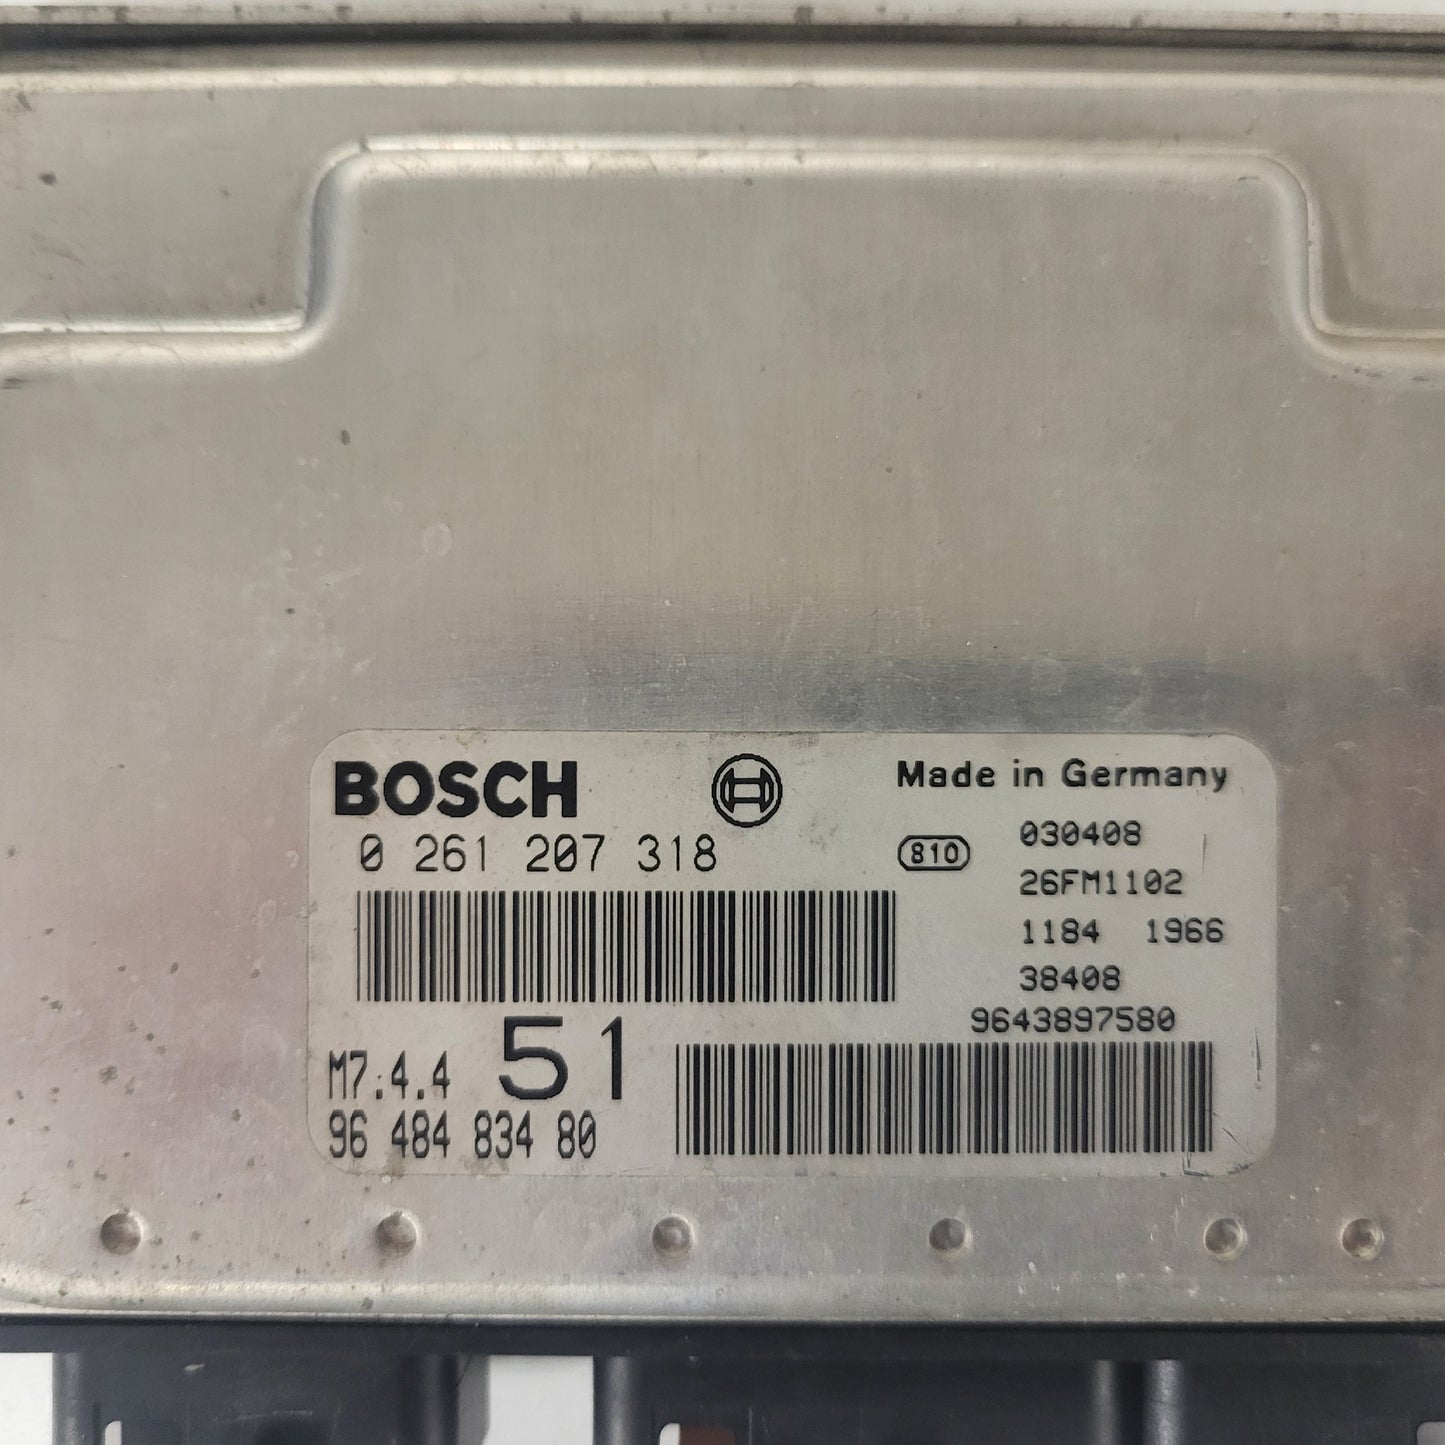 BOSCH
0 261 207 318
M7.4.4 51
96 484 834 80
Made in Germany
810
030408
26FM1102
1184 1966
38408
9643897580